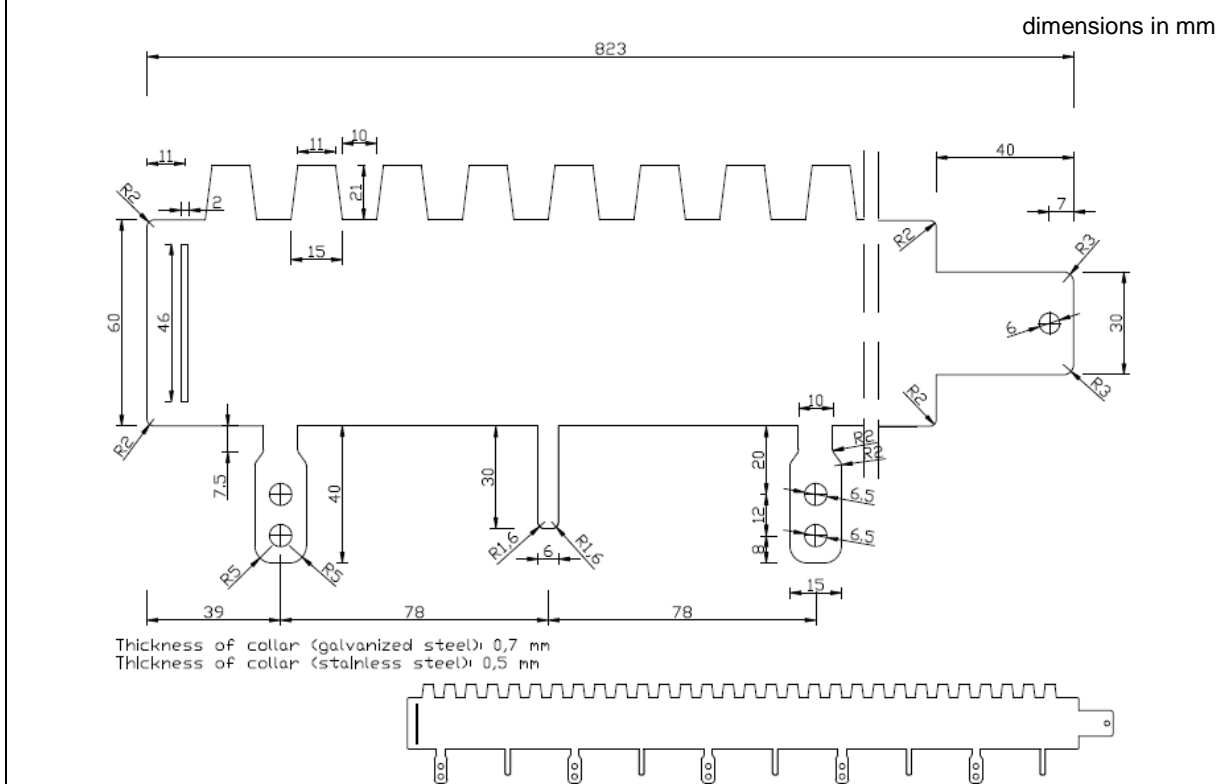 dimensions in mm
823
11
11
10
40
R2
2
21
7
R3
15
R2
60
46
6
30
R2
R3
R2
10
R2
R2
7.5
40
30
20
6.5
12
6.5
8
R5
R5
R1,6
6
R1,6
15
39
78
78
Thickness of collar (galvanized steel): 0,7 mm
Thickness of collar (stainless steel): 0,5 mm